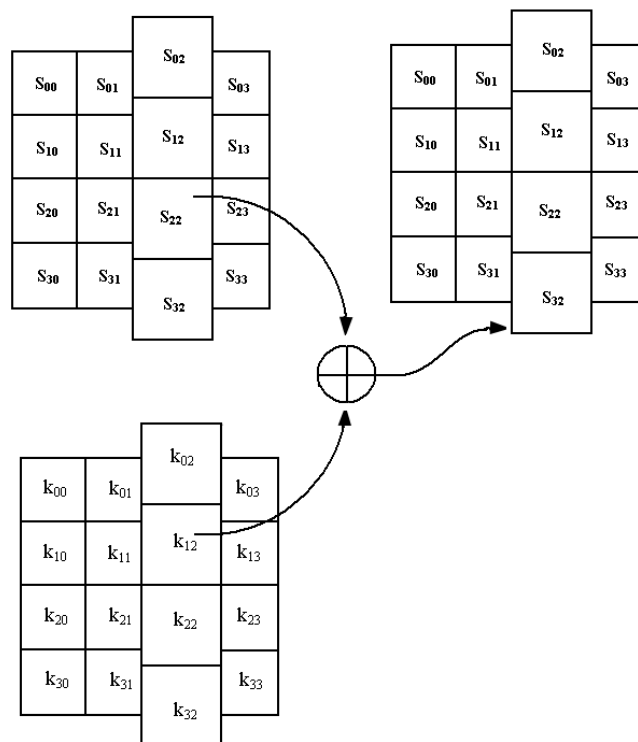 S00 S01 S02 S03
S10 S11 S12 S13
S20 S21 S22 S23
S30 S31 S32 S33
S00 S01 S02 S03
S10 S11 S12 S13
S20 S21 S22 S23
S30 S31 S32 S33
k00 k01 k02 k03
k10 k11 k12 k13
k20 k21 k22 k23
k30 k31 k32 k33